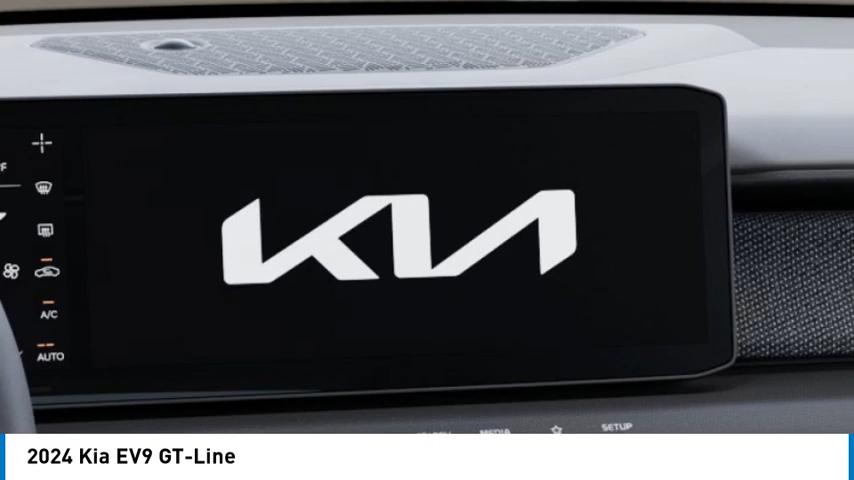 KIA
A/C
AUTO
MEDIA
SETUP
2024 Kia EV9 GT-Line